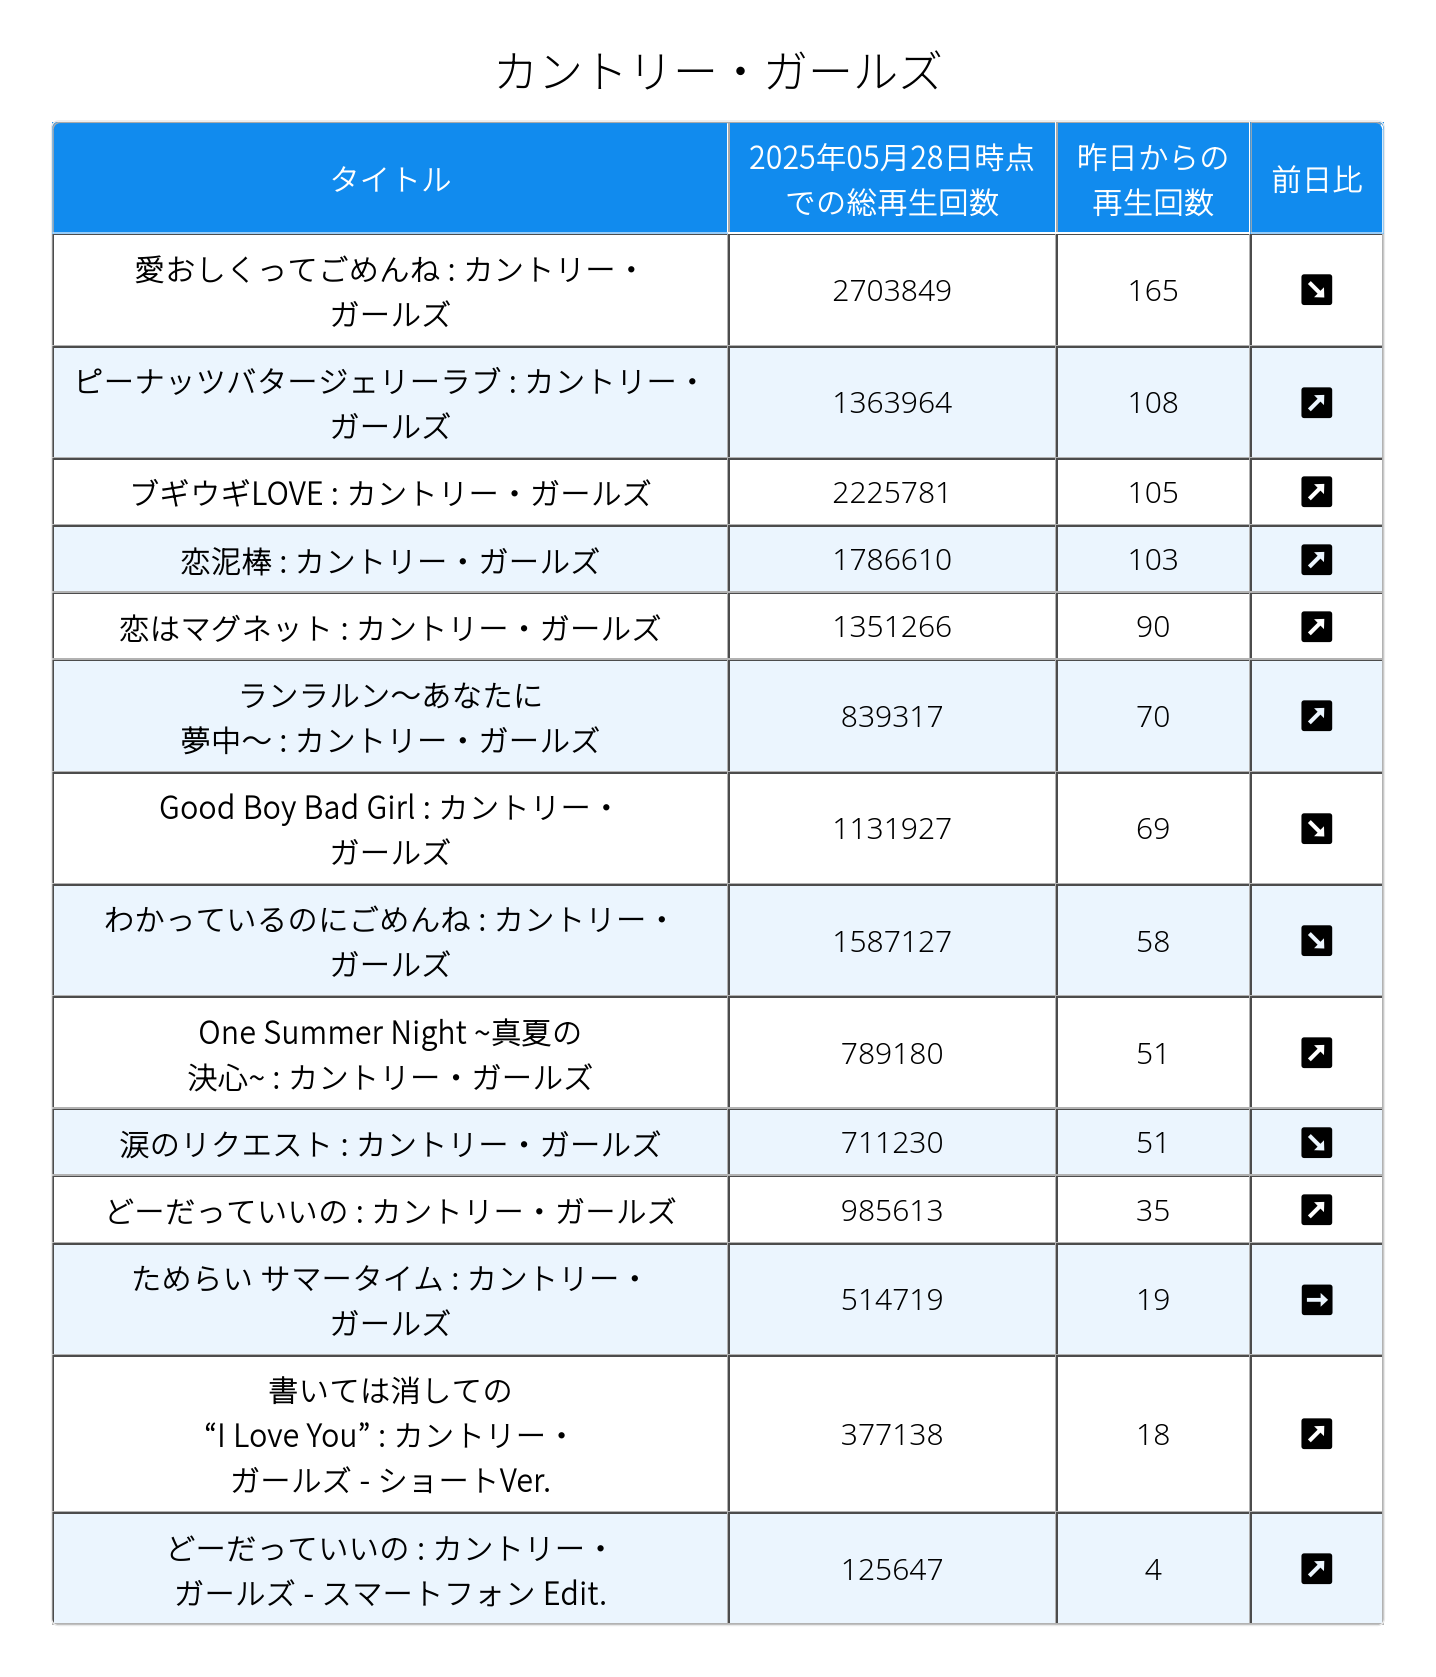 カントリー・ガールズ
タイトル
2025年05月28日時点
での総再生回数
昨日からの
再生回数
前日比
愛おしくってごめんね : カントリー・
ガールズ
2703849
165
ピーナッツバタージェリーラブ : カントリー・
ガールズ
1363964
108
ブギウギLOVE : カントリー・ガールズ
2225781
105
恋泥棒 : カントリー・ガールズ
1786610
103
恋はマグネット : カントリー・ガールズ
1351266
90
ランラルン～あなたに
夢中～ : カントリー・ガールズ
839317
70
Good Boy Bad Girl : カントリー・
ガールズ
1131927
69
わかっているのにごめんね : カントリー・
ガールズ
1587127
58
One Summer Night ~真夏の
決心~ : カントリー・ガールズ
789180
51
涙のリクエスト : カントリー・ガールズ
711230
51
どーだっていいの : カントリー・ガールズ
985613
35
ためらい サマータイム : カントリー・
ガールズ
514719
19
書いては消しての
“I Love You” : カントリー・
ガールズ - ショートVer.
377138
18
どーだっていいの : カントリー・
ガールズ - スマートフォン Edit.
125647
4